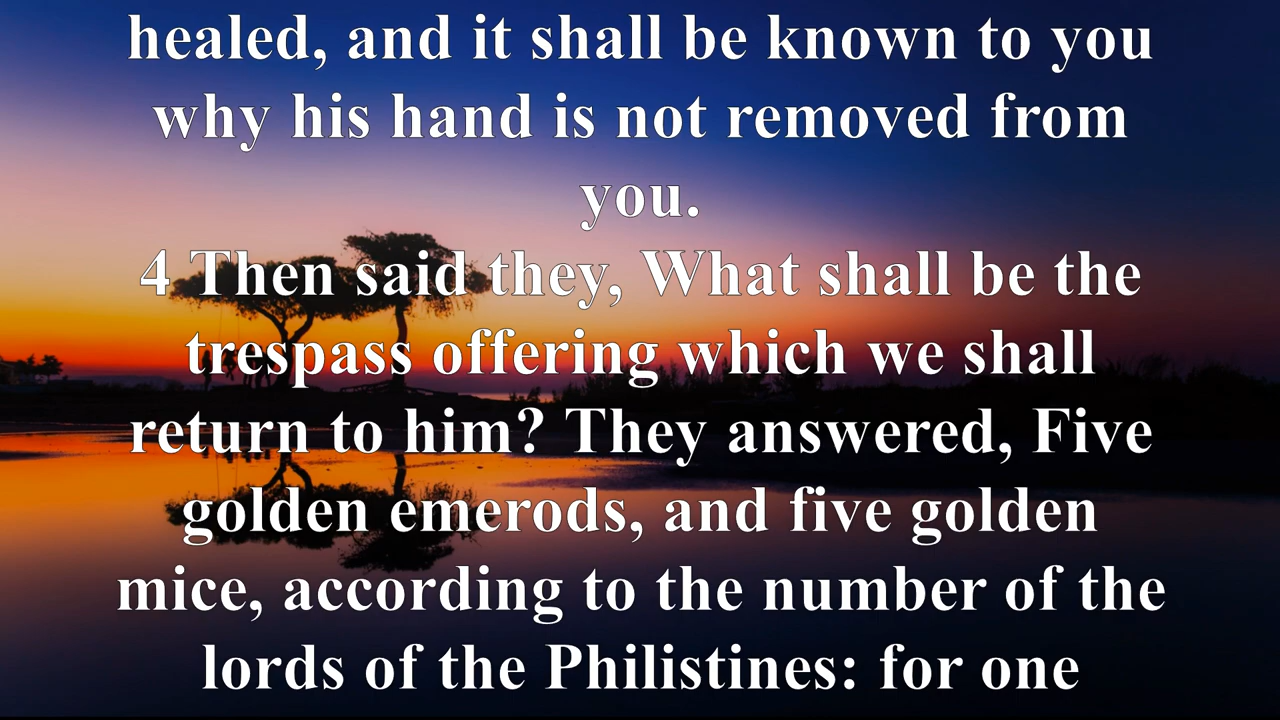 healed, and it shall be known to you
why his hand is not removed from
you.
4 Then said they, What shall be the
trespass offering which we shall
return to him? They answered, Five
golden emerods, and five golden
mice, according to the number of the
lords of the Philistines: for one